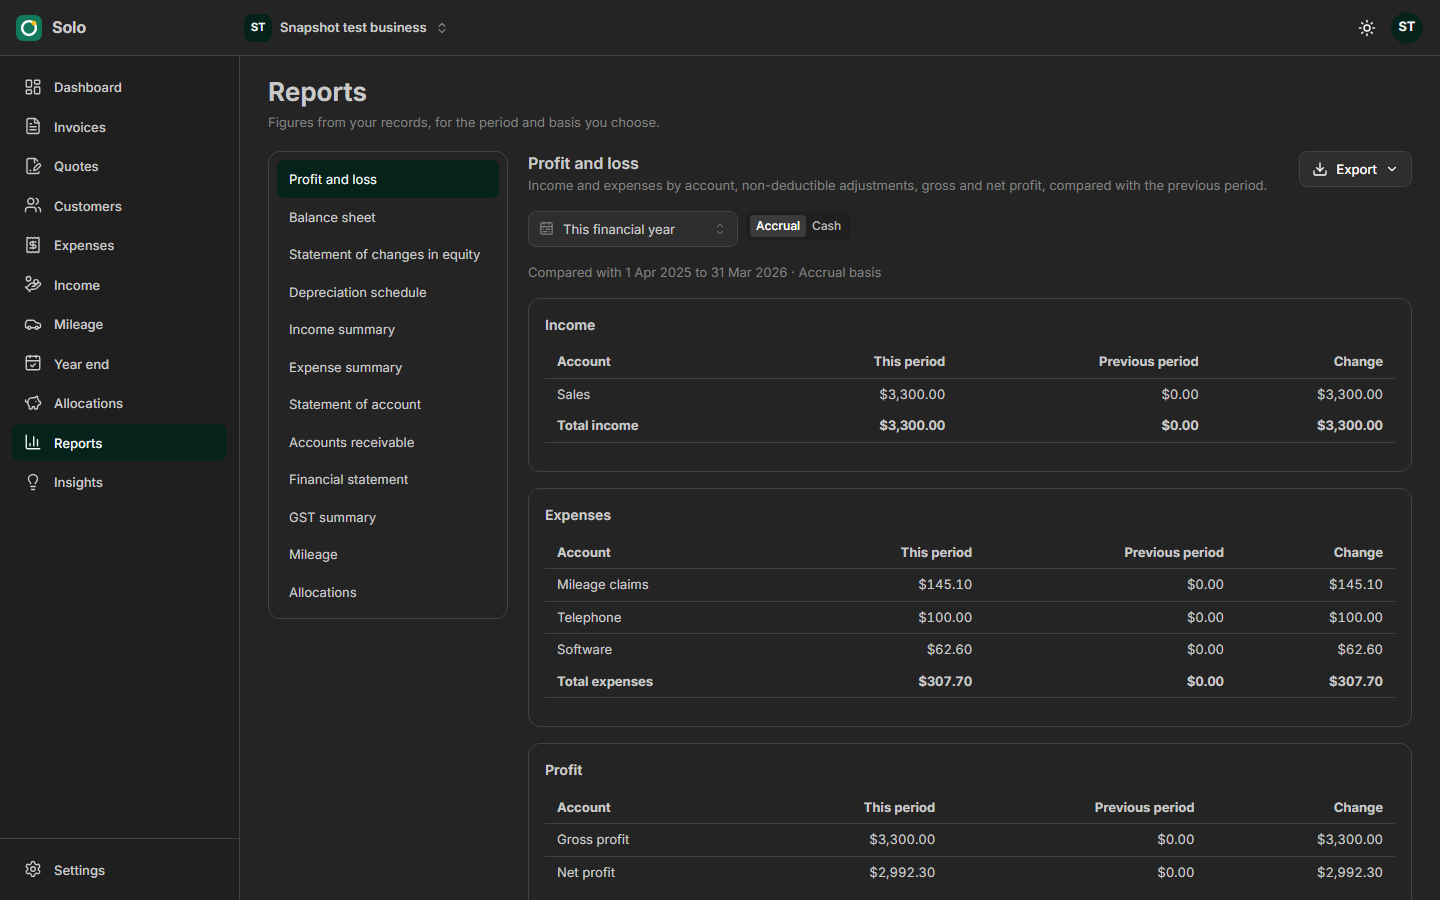 Solo
ST Snapshot test business
ST
Dashboard
Invoices
Quotes
Customers
Expenses
Income
Mileage
Year end
Allocations
Reports
Insights
Settings
Reports
Figures from your records, for the period and basis you choose.
Profit and loss
Balance sheet
Statement of changes in equity
Depreciation schedule
Income summary
Expense summary
Statement of account
Accounts receivable
Financial statement
GST summary
Mileage
Allocations
Profit and loss
Income and expenses by account, non-deductible adjustments, gross and net profit, compared with the previous period.
Export
This financial year
Accrual Cash
Compared with 1 Apr 2025 to 31 Mar 2026 · Accrual basis
Income
Account This period Previous period Change
Sales $3,300.00 $0.00 $3,300.00
Total income $3,300.00 $0.00 $3,300.00
Expenses
Account This period Previous period Change
Mileage claims $145.10 $0.00 $145.10
Telephone $100.00 $0.00 $100.00
Software $62.60 $0.00 $62.60
Total expenses $307.70 $0.00 $307.70
Profit
Account This period Previous period Change
Gross profit $3,300.00 $0.00 $3,300.00
Net profit $2,992.30 $0.00 $2,992.30